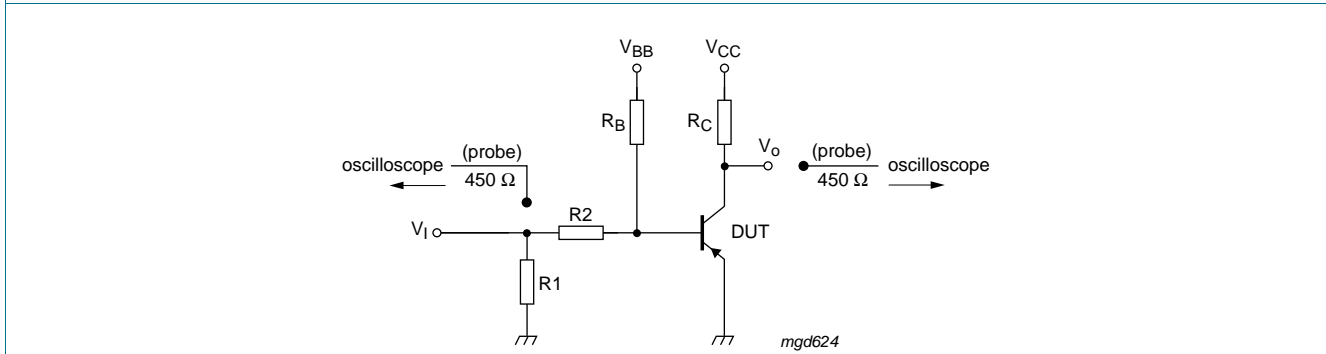 VBB
VCC
RB
RC
Vo
(probe)
oscilloscope
450 Ω
(probe)
oscilloscope
450 Ω
R2
VI
DUT
R1
mgd624